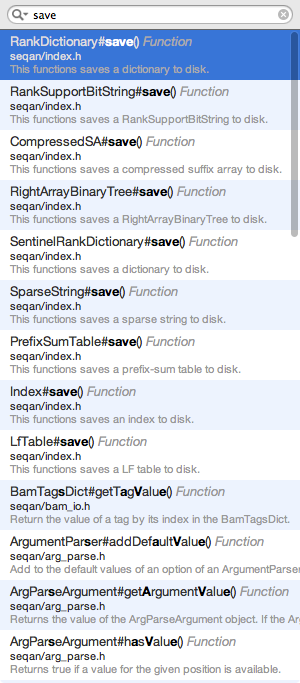 save
RankDictionary#save() Function
seqan/index.h
This functions saves a dictionary to disk.
RankSupportBitString#save() Function
seqan/index.h
This functions saves a RankSupportBitString to disk.
CompressedSA#save() Function
seqan/index.h
This functions saves a compressed suffix array to disk.
RightArrayBinaryTree#save() Function
seqan/index.h
This functions saves a RightArrayBinaryTree to disk.
SentinelRankDictionary#save() Function
seqan/index.h
This functions saves a dictionary to disk.
SparseString#save() Function
seqan/index.h
This functions saves a sparse string to disk.
PrefixSumTable#save() Function
seqan/index.h
This functions saves a prefix-sum table to disk.
Index#save() Function
seqan/index.h
This functions saves an index to disk.
LfTable#save() Function
seqan/index.h
This functions saves a LF table to disk.
BamTagsDict#getTagValue() Function
seqan/bam_io.h
Return the value of a tag by its index in the BamTagsDict.
ArgumentParser#addDefaultValue() Function
seqan/arg_parse.h
Add to the default values of an option of an ArgumentParser
ArgParseArgument#getArgumentValue() Function
seqan/arg_parse.h
Returns the value of the ArgParseArgument object. If the Ar
ArgParseArgument#hasValue() Function
seqan/arg_parse.h
Returns true if a value for the given position is available.